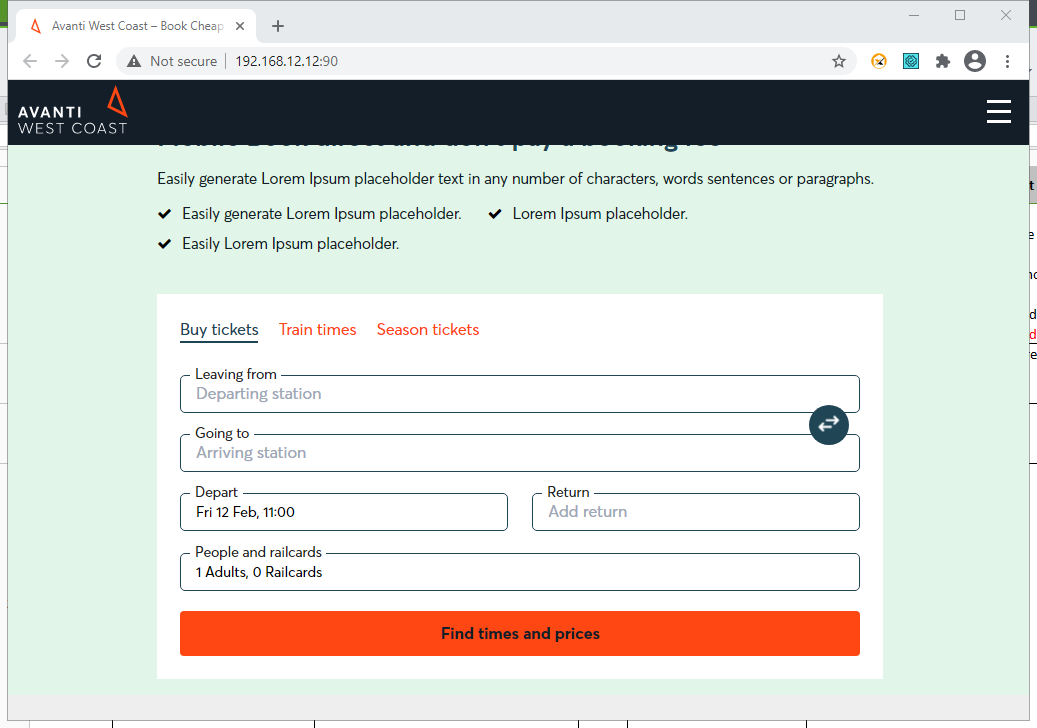 Avanti West Coast – Book Cheap
Not secure
192.168.12.12:90
AVANTI
WEST COAST
Easily generate Lorem Ipsum placeholder text in any number of characters, words sentences or paragraphs.
Easily generate Lorem Ipsum placeholder.
Lorem Ipsum placeholder.
Easily Lorem Ipsum placeholder.
Buy tickets
Train times
Season tickets
Leaving from
Departing station
Going to
Arriving station
Depart
Return
Fri 12 Feb, 11:00
Add return
People and railcards
1 Adults, 0 Railcards
Find times and prices